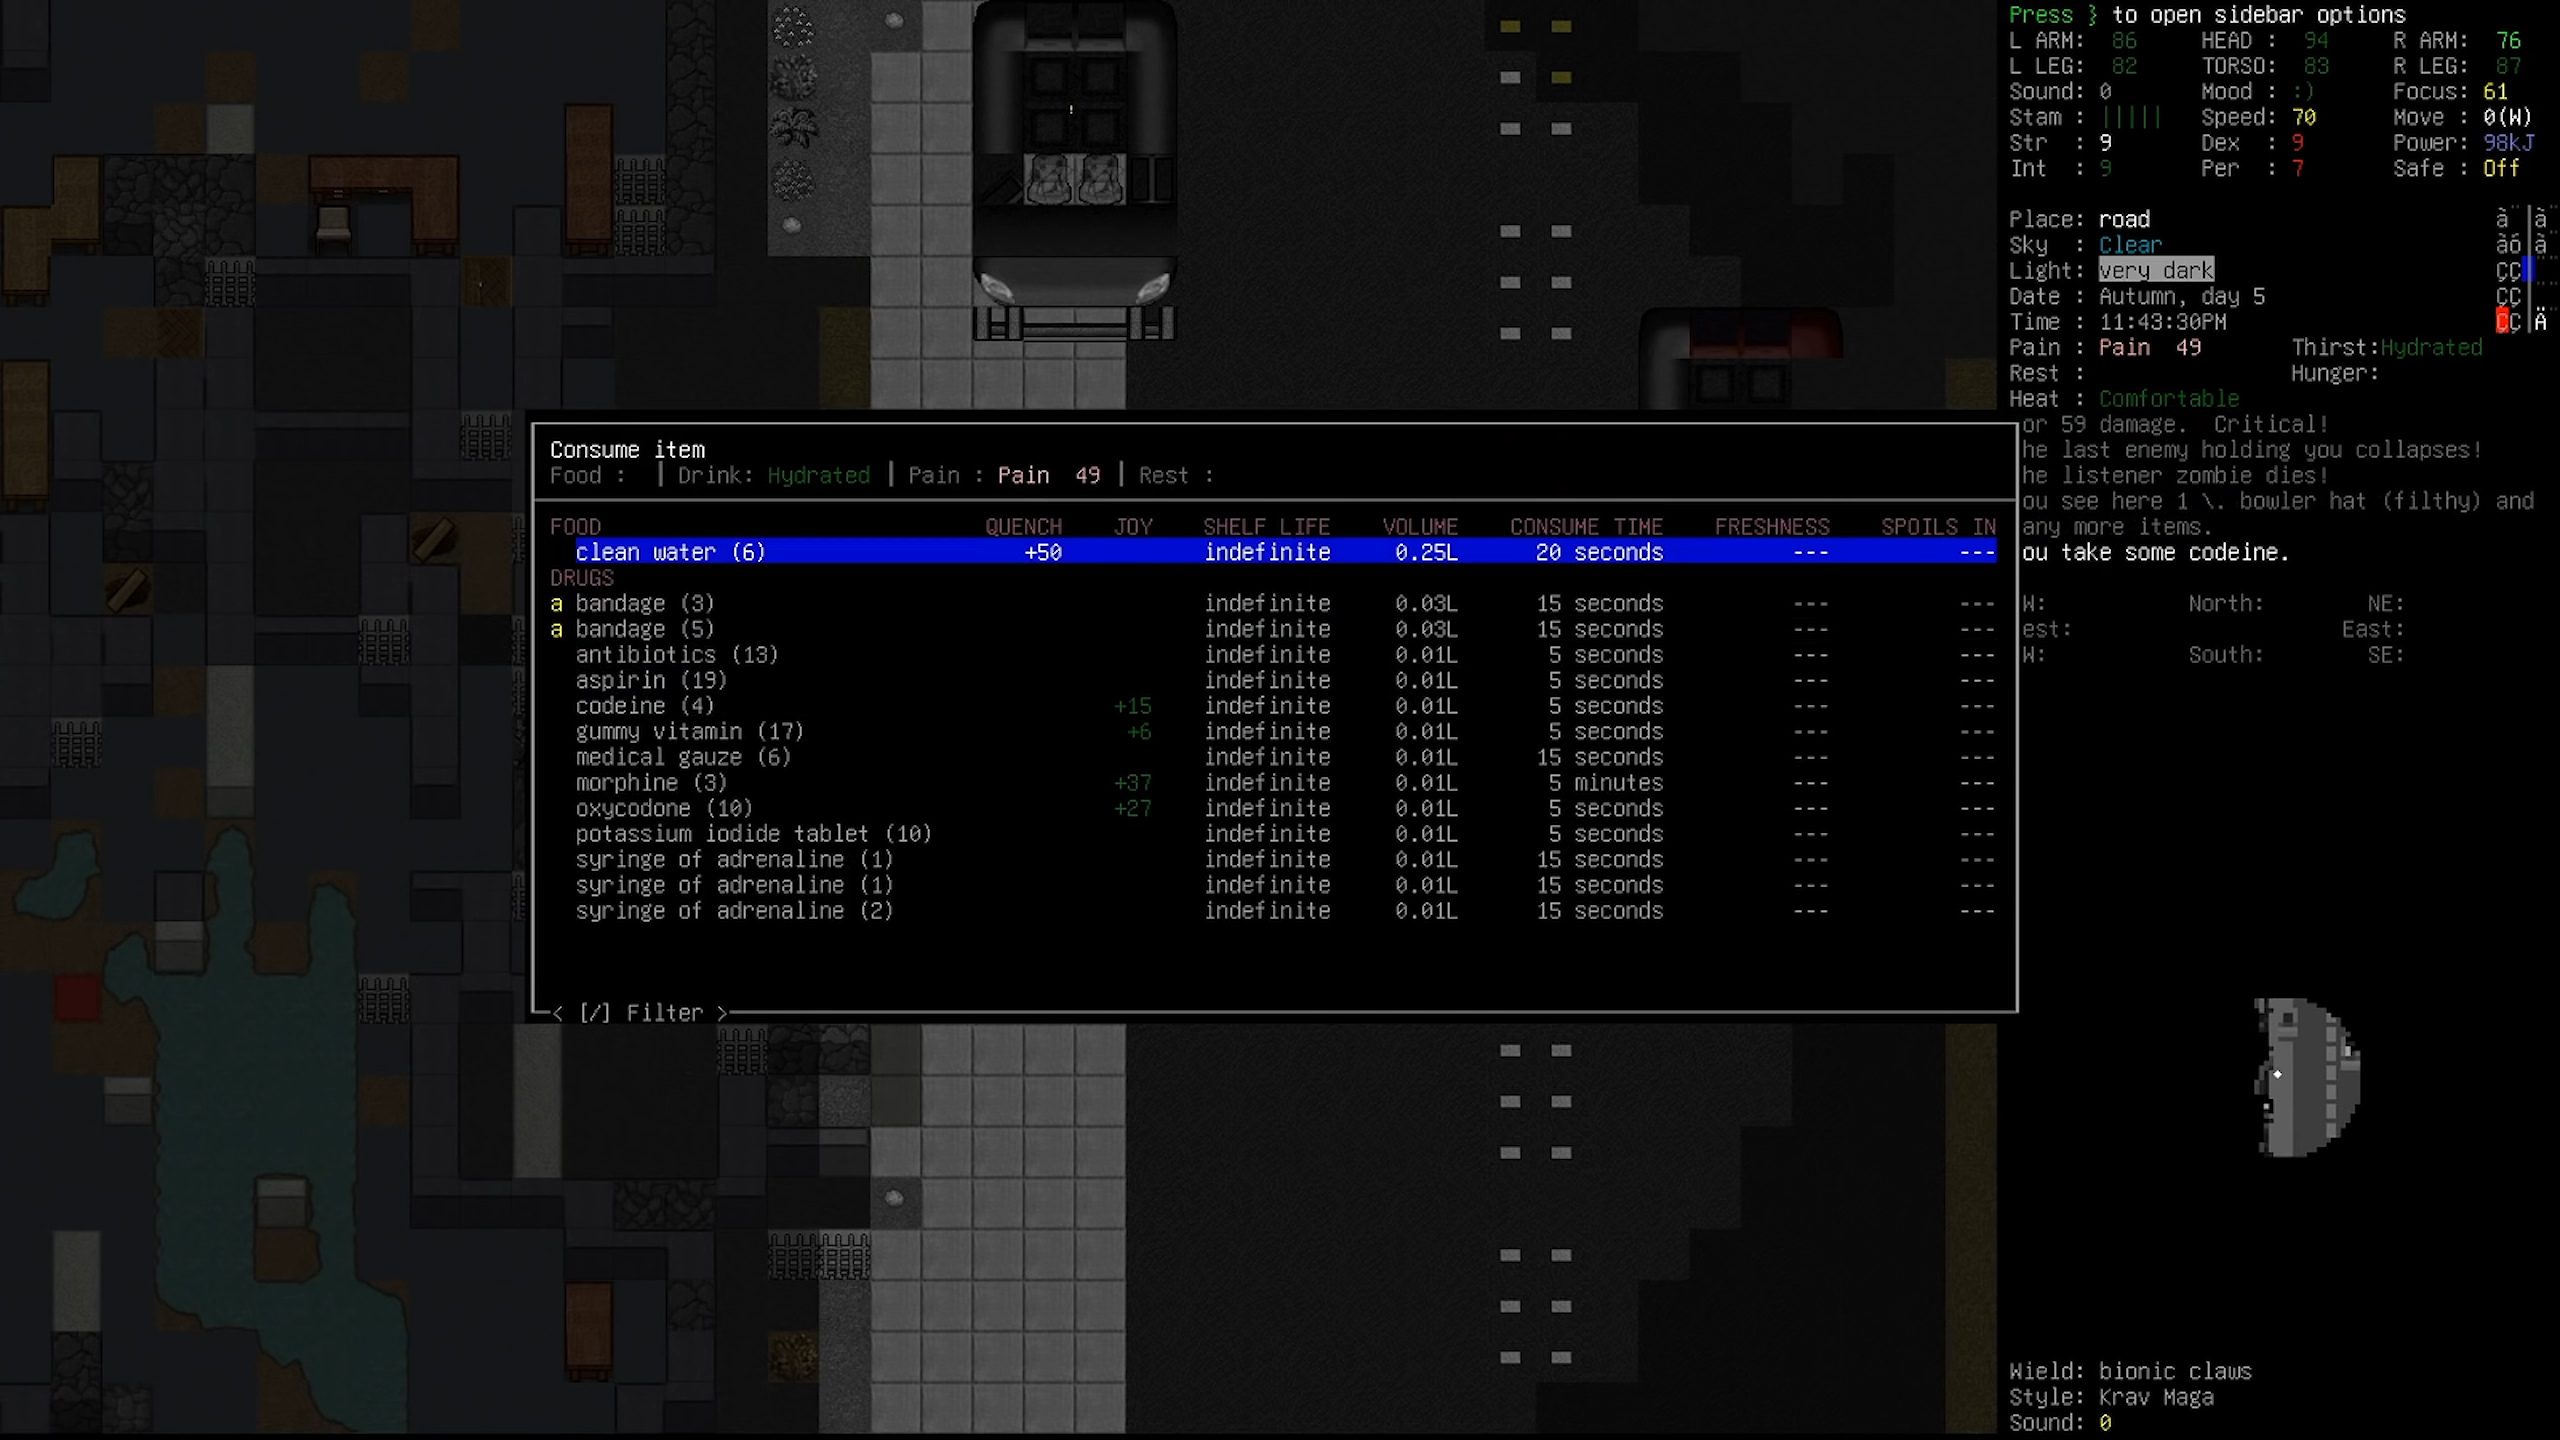 Press } to open sidebar options
L ARM: 86 HEAD : 94 R ARM: 76
L LEG: 82 TORSO: 83 R LEG: 87
Sound: 0 Mood : :) Focus: 61
Stam : ||||| Speed: 70 Move : 0(W)
Str : 9 Dex : 9 Power: 98kJ
Int : 9 Per : 7 Safe : Off
Place: road
Sky : Clear
Light: very dark
Date : Autumn, day 5
Time : 11:43:30PM
Pain : Pain 49 Thirst:Hydrated
Rest : Hunger:
Heat : Comfortable
or 59 damage. Critical!
he last enemy holding you collapses!
he listener zombie dies!
ou see here 1 \. bowler hat (filthy) and
any more items.
ou take some codeine.
W: North: NE:
est: East:
W: South: SE:
Consume item
Food : | Drink: Hydrated | Pain : Pain 49 | Rest :
FOOD QUENCH JOY SHELF LIFE VOLUME CONSUME TIME FRESHNESS SPOILS IN
clean water (6) +50 indefinite 0.25L 20 seconds --- ---
DRUGS
a bandage (3) indefinite 0.03L 15 seconds --- ---
a bandage (5) indefinite 0.03L 15 seconds --- ---
antibiotics (13) indefinite 0.01L 5 seconds --- ---
aspirin (19) indefinite 0.01L 5 seconds --- ---
codeine (4) +15 indefinite 0.01L 5 seconds --- ---
gummy vitamin (17) +6 indefinite 0.01L 5 seconds --- ---
medical gauze (6) indefinite 0.01L 15 seconds --- ---
morphine (3) +37 indefinite 0.01L 5 minutes --- ---
oxycodone (10) +27 indefinite 0.01L 5 seconds --- ---
potassium iodide tablet (10) indefinite 0.01L 5 seconds --- ---
syringe of adrenaline (1) indefinite 0.01L 15 seconds --- ---
syringe of adrenaline (1) indefinite 0.01L 15 seconds --- ---
syringe of adrenaline (2) indefinite 0.01L 15 seconds --- ---
< [/] Filter >
Wield: bionic claws
Style: Krav Maga
Sound: 0